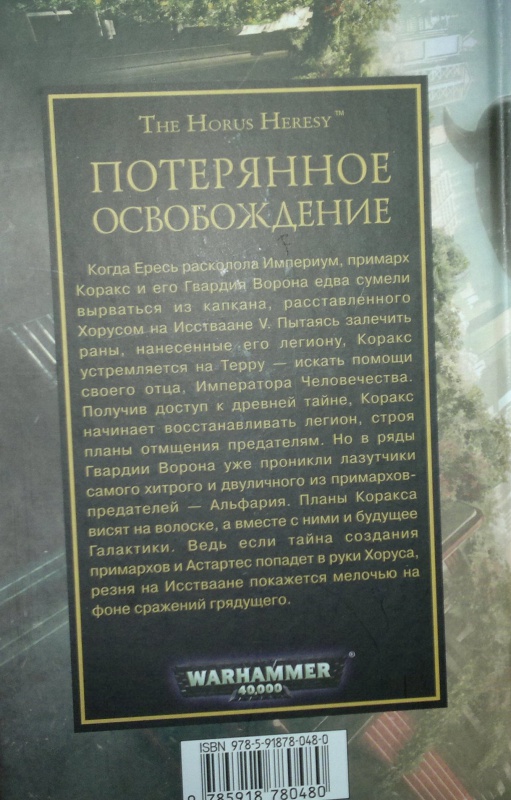 THE HORUS HERESY™
ПОТЕРЯННОЕ
ОСВОБОЖДЕНИЕ
Когда Ересь расколола Империум, примарх
Коракс и его Гвардия Ворона едва сумели
вырваться из капкана, расставленного
Хорусом на Исстваане V. Пытаясь залечить
раны, нанесенные его легиону, Коракс
устремляется на Терру — искать помощи
своего отца, Императора Человечества.
Получив доступ к древней тайне, Коракс
начинает восстанавливать легион, строя
планы отмщения предателям. Но в ряды
Гвардии Ворона уже проникли лазутчики
самого хитрого и двуличного из примархов-
предателей — Альфария. Планы Коракса
висят на волоске, а вместе с ними и будущее
Галактики. Ведь если тайна создания
примархов и Астартес попадет в руки Хоруса,
резня на Исстваане покажется мелочью на
фоне сражений грядущего.
WARHAMMER®
40,000
ISBN 978-5-91878-048-0
9 785918 780480